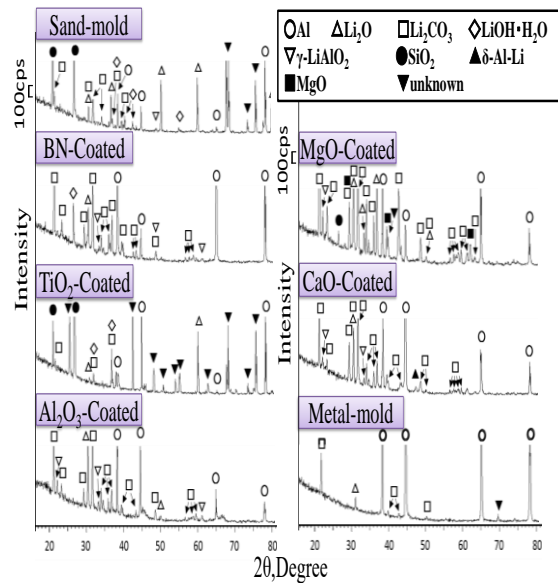 Sand-mold
Al Li₂O Li₂CO₃ LiOH·H₂O
γ-LiAlO₂ SiO₂ δ-Al-Li
MgO unknown
100cps
BN-Coated
TiO₂-Coated
Al₂O₃-Coated
Intensity
20 30 40 50 60 70 80
100cps
MgO-Coated
CaO-Coated
Metal-mold
Intensity
20 30 40 50 60 70 80
2θ,Degree